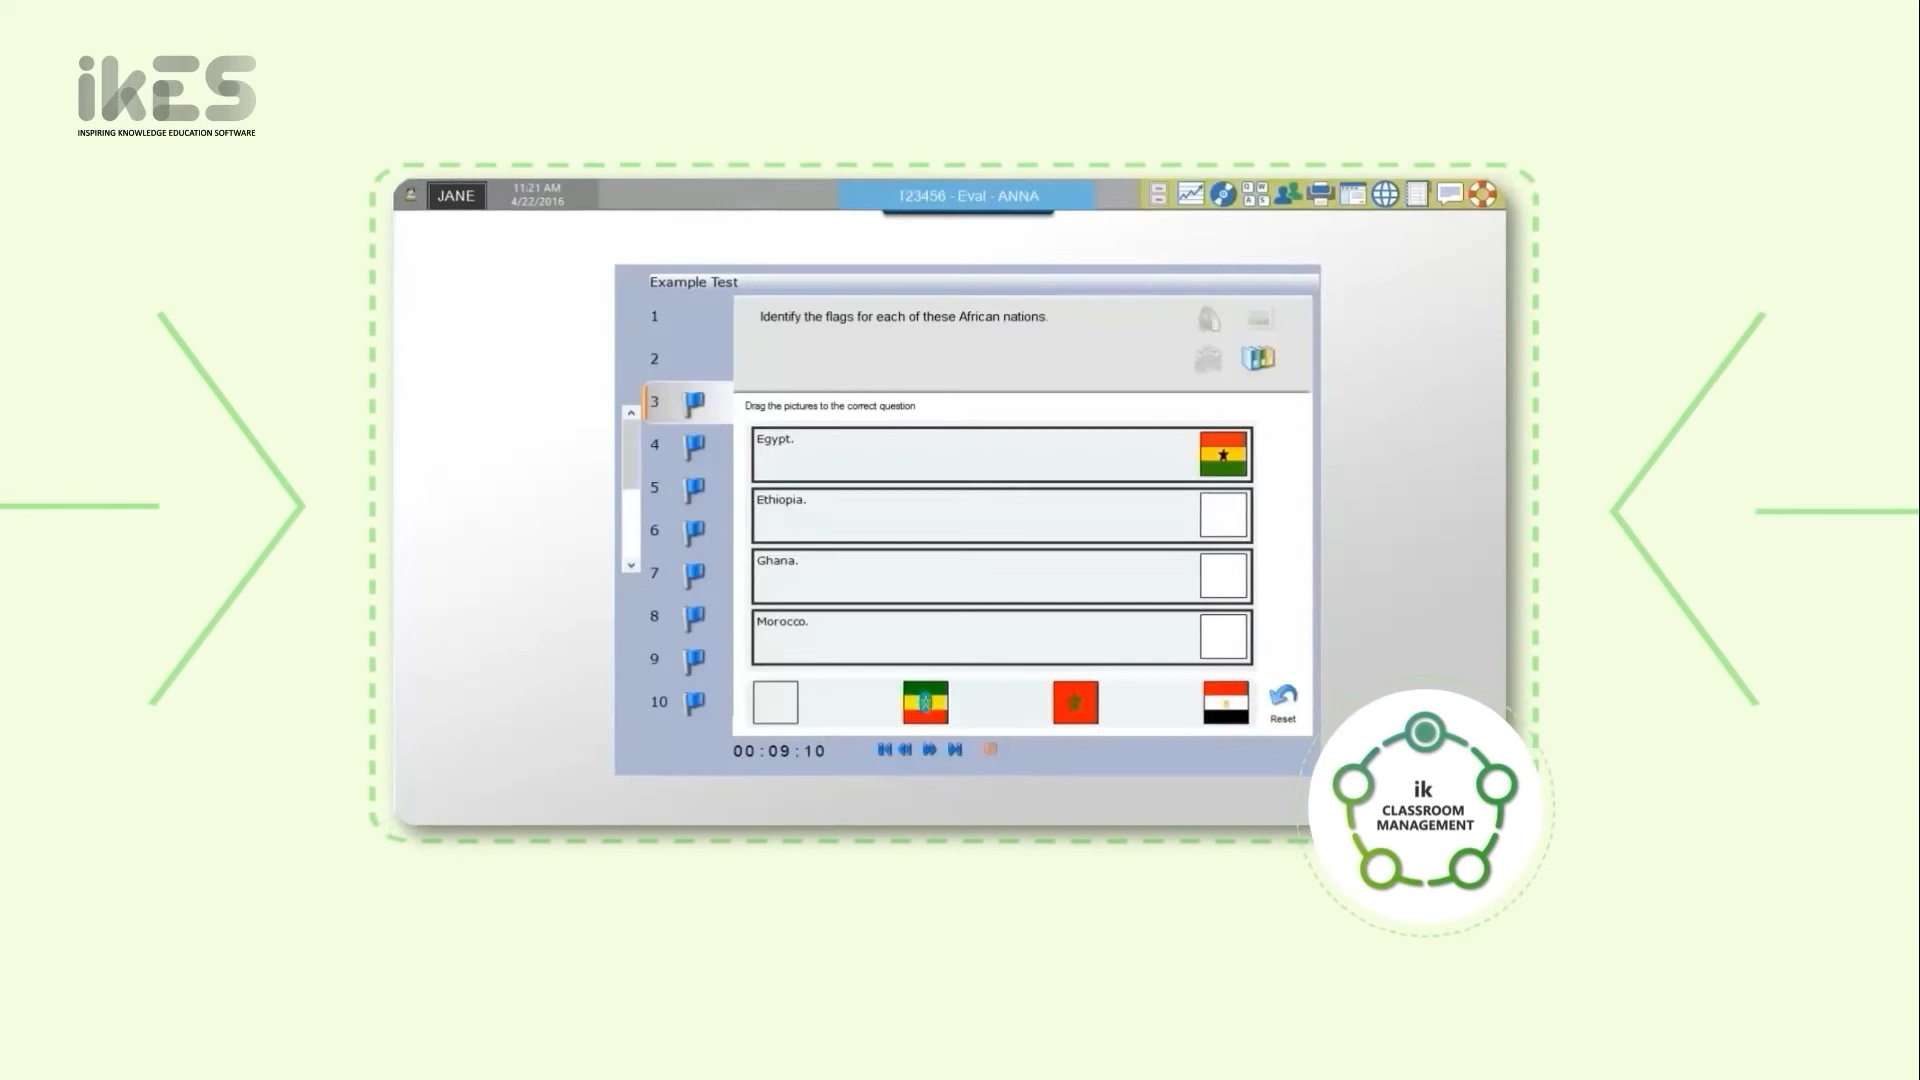 ikES
INSPIRING KNOWLEDGE EDUCATION SOFTWARE
JANE
11:21 AM
4/22/2016
123456 - Eval - ANNA
Q W
A S
Example Test
1
2
3
4
5
6
7
8
9
10
Identify the flags for each of these African nations.
Drag the pictures to the correct question
Egypt.
Ethiopia.
Ghana.
Morocco.
Reset
00:09:10
ik
CLASSROOM
MANAGEMENT